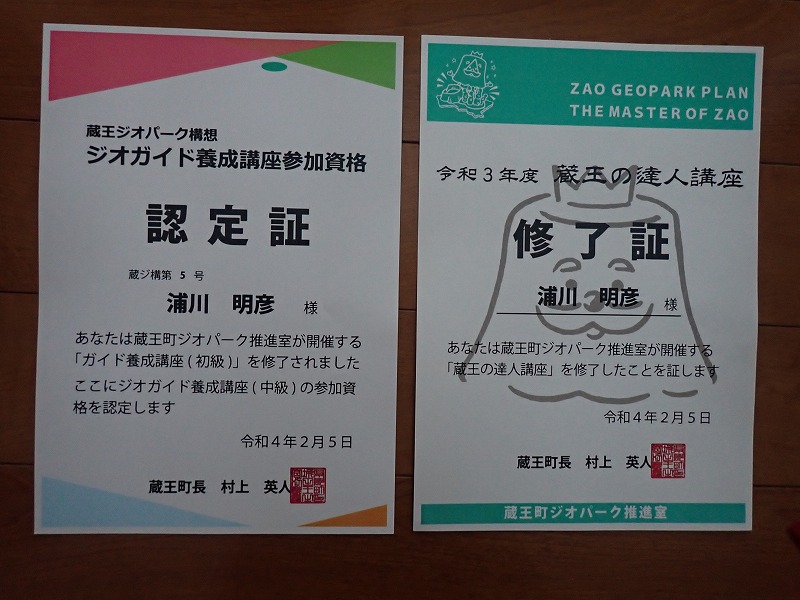 蔵王ジオパーク構想
ジオガイド養成講座参加資格
認定証
蔵ジ構第 5 号
浦川 明彦 様
あなたは蔵王町ジオパーク推進室が開催する
「ガイド養成講座(初級)」を修了されました
ここにジオガイド養成講座(中級)の参加資
格を認定します
令和4年2月5日
蔵王町長 村上 英人
ZAO GEOPARK PLAN
THE MASTER OF ZAO
令和3年度 蔵王の達人講座
修了証
浦川 明彦 様
あなたは蔵王町ジオパーク推進室が開催する
「蔵王の達人講座」を修了したことを証します
令和4年2月5日
蔵王町長 村上 英人
蔵王町ジオパーク推進室